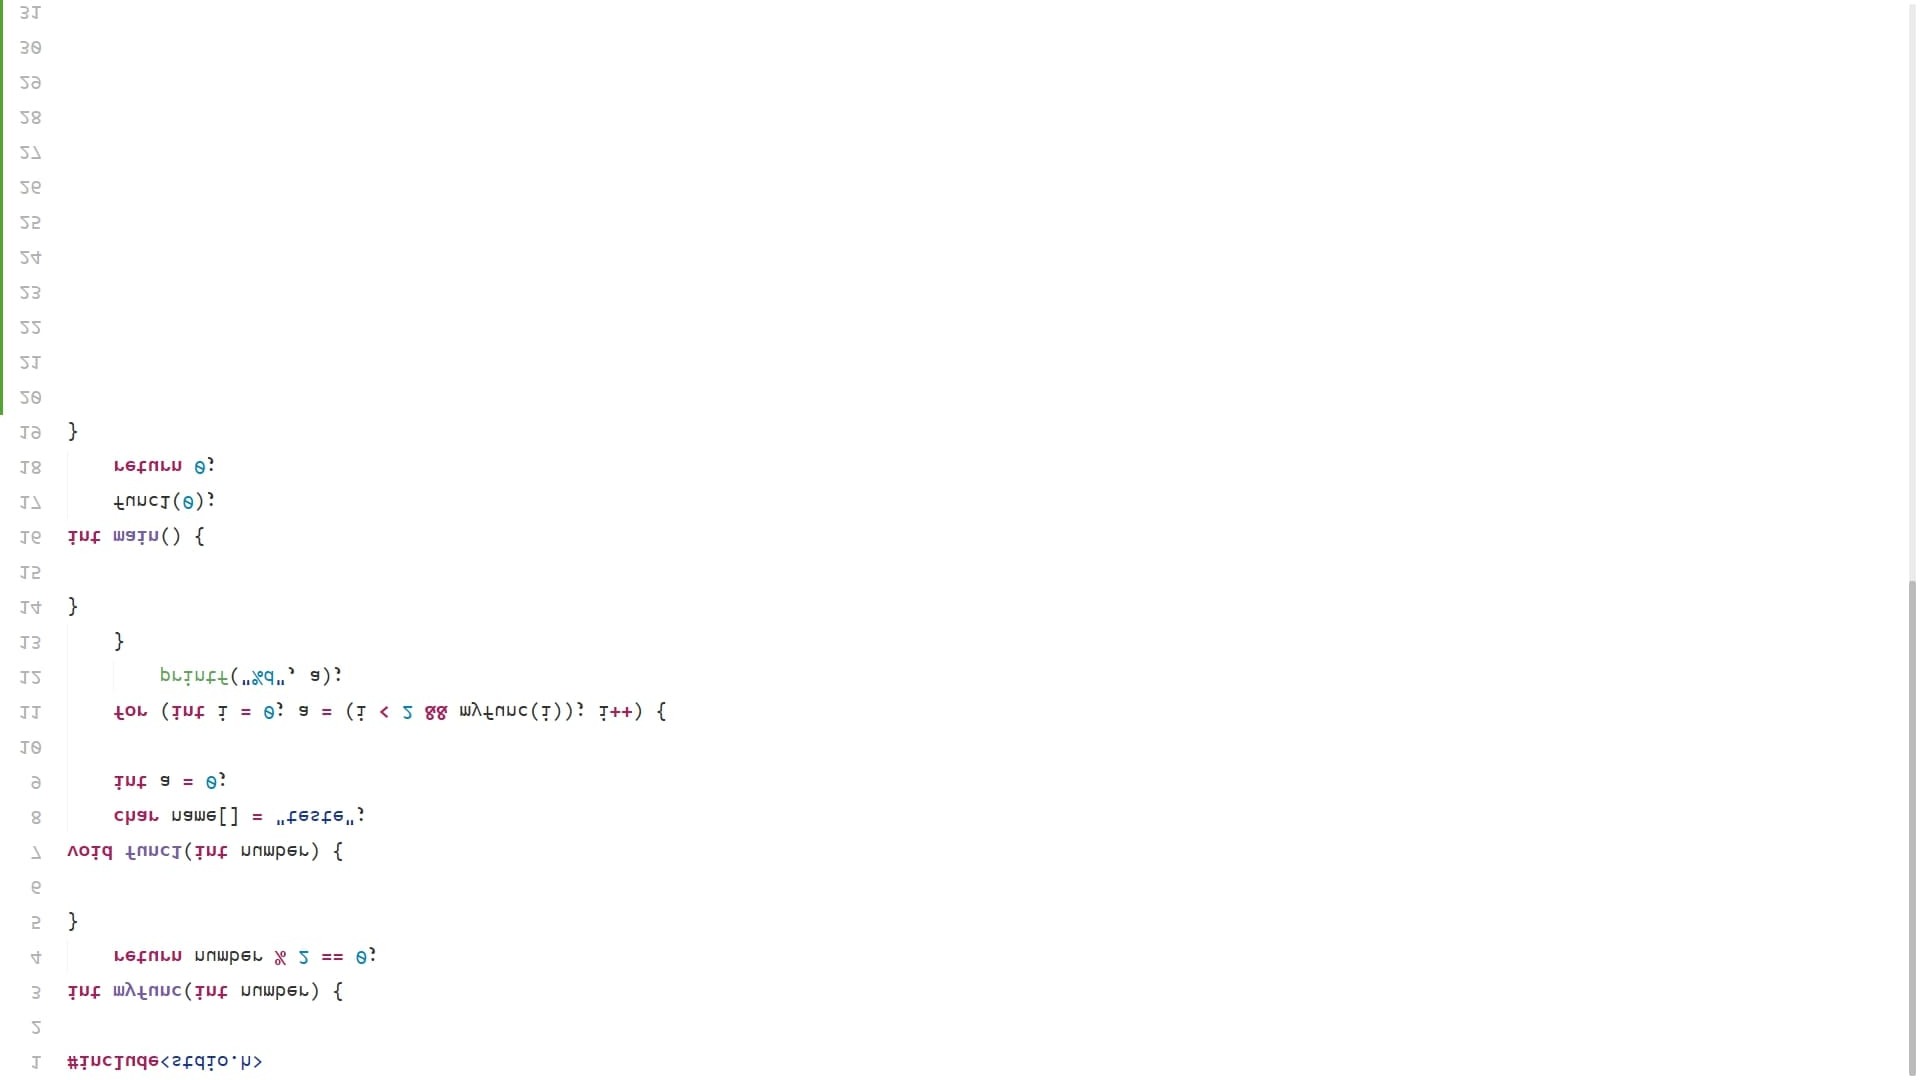 1 #include<stdio.h>
2
3 int myfunc(int number) {
4     return number % 2 == 0;
5 }
6
7 void func1(int number) {
8     char name[] = "teste";
9     int a = 0;
10
11     for (int i = 0; a = (i < 2 && myfunc(i)); i++) {
12         printf("%d", a);
13     }
14 }
15
16 int main() {
17     func1(0);
18     return 0;
19 }
20
21
22
23
24
25
26
27
28
29
30
31